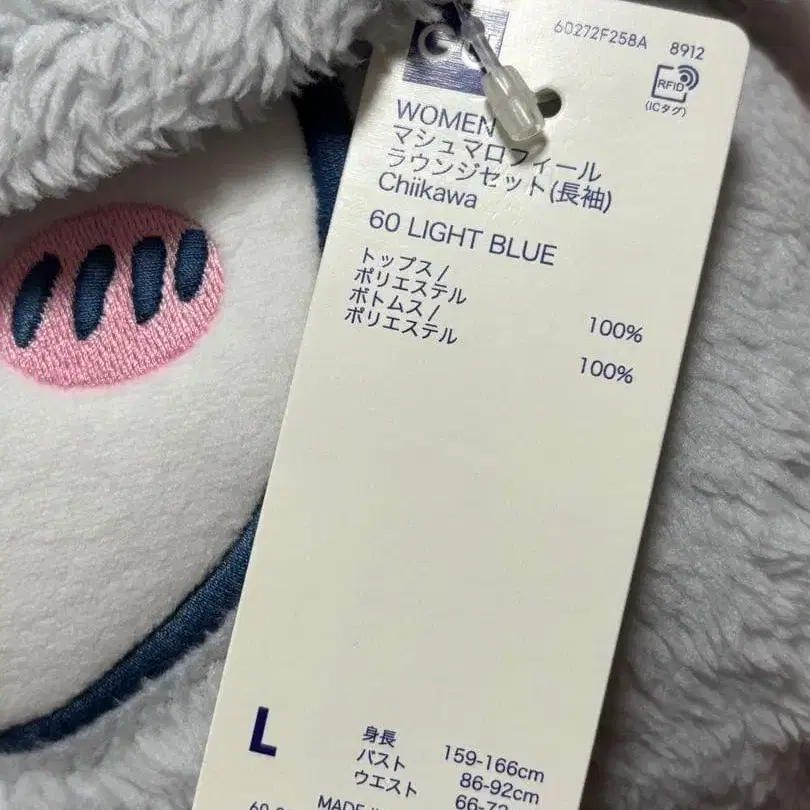 GU
60272F258A 8912
RFID
(ICタグ)
WOMEN
マシュマロフィール
ラウンジセット(長袖)
Chiikawa
60 LIGHT BLUE
トップス/
ポリエステル 100%
ボトムス/
ポリエステル 100%
L
身長 159-166cm
バスト 86-92cm
ウエスト
MADE